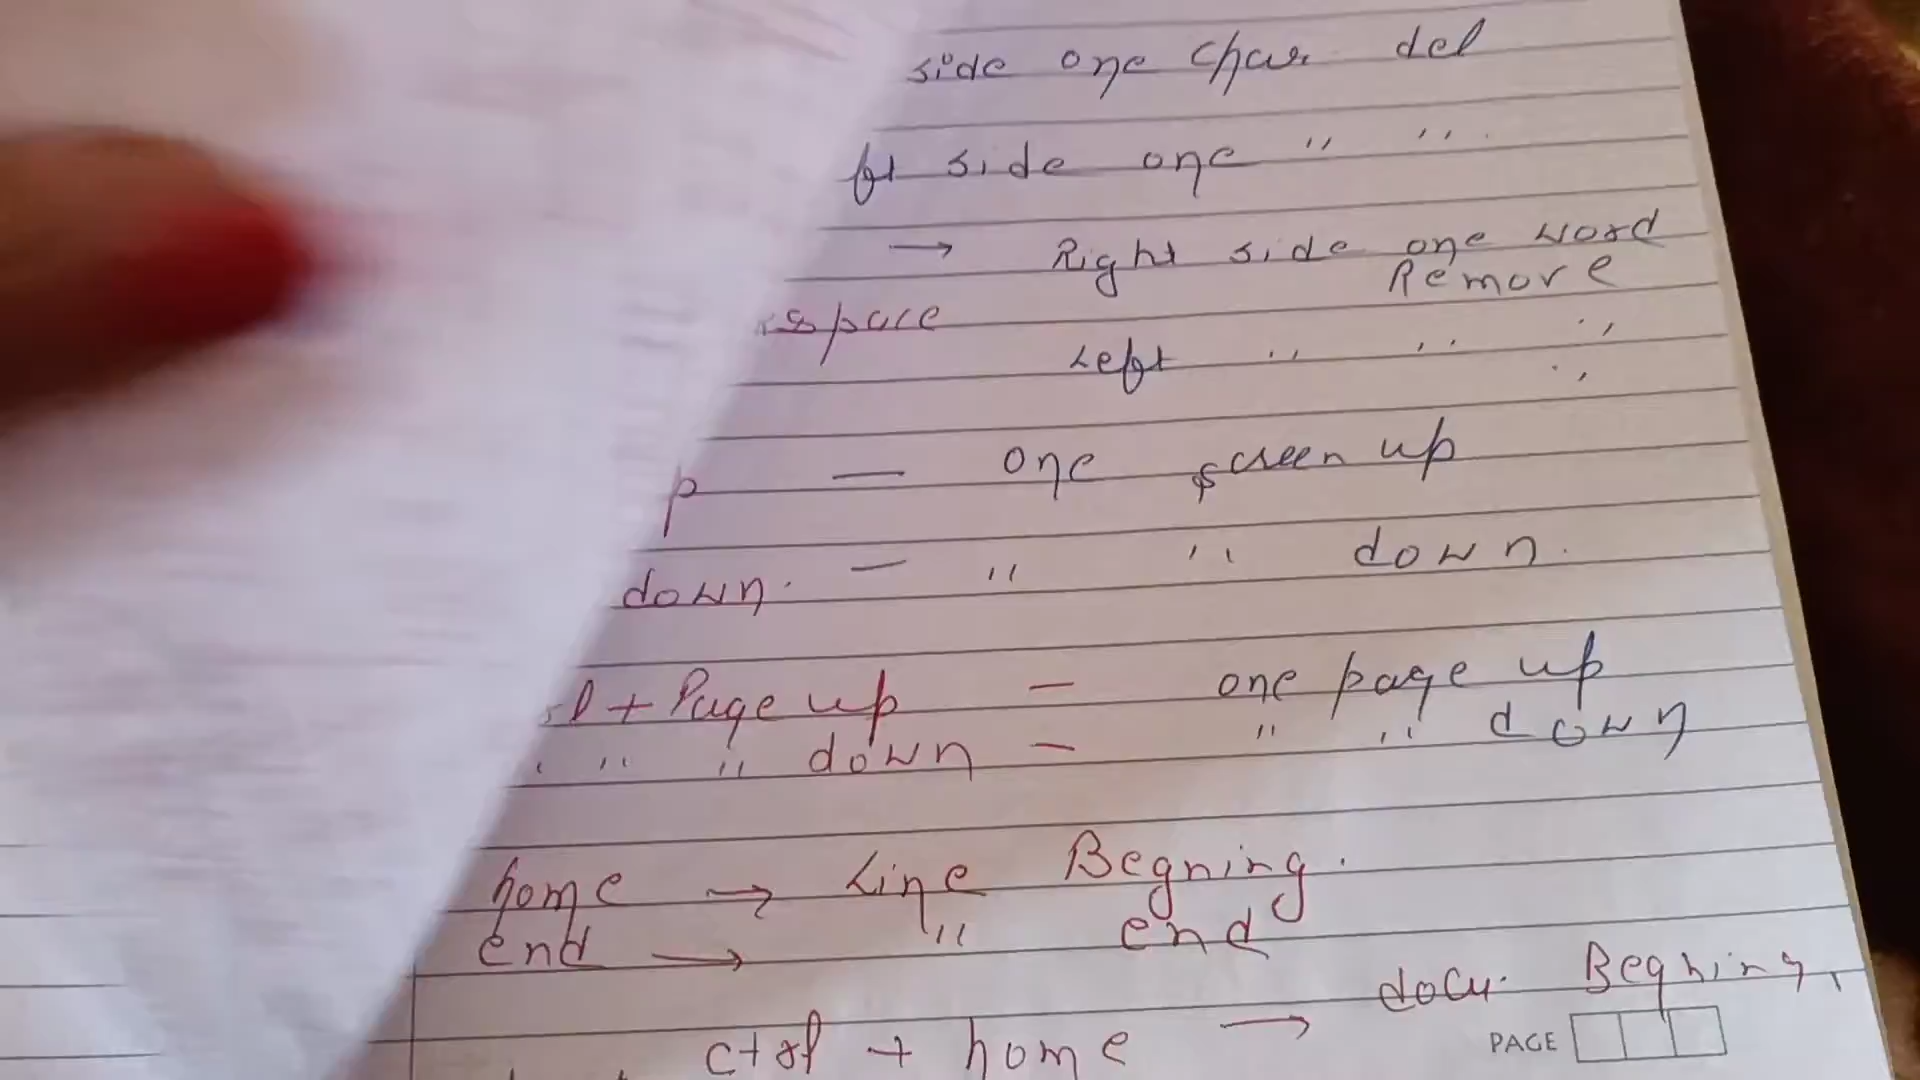 side one char del
ft side one " " .
→ Right side one word
Remove
space
Left " " "
" 
p — one screen up
down. — " " down.
l + Page up — one page up
" " " down — " " down
home → Line Begning.
end → " end
docu. Begning,
ctrl + home →
PAGE